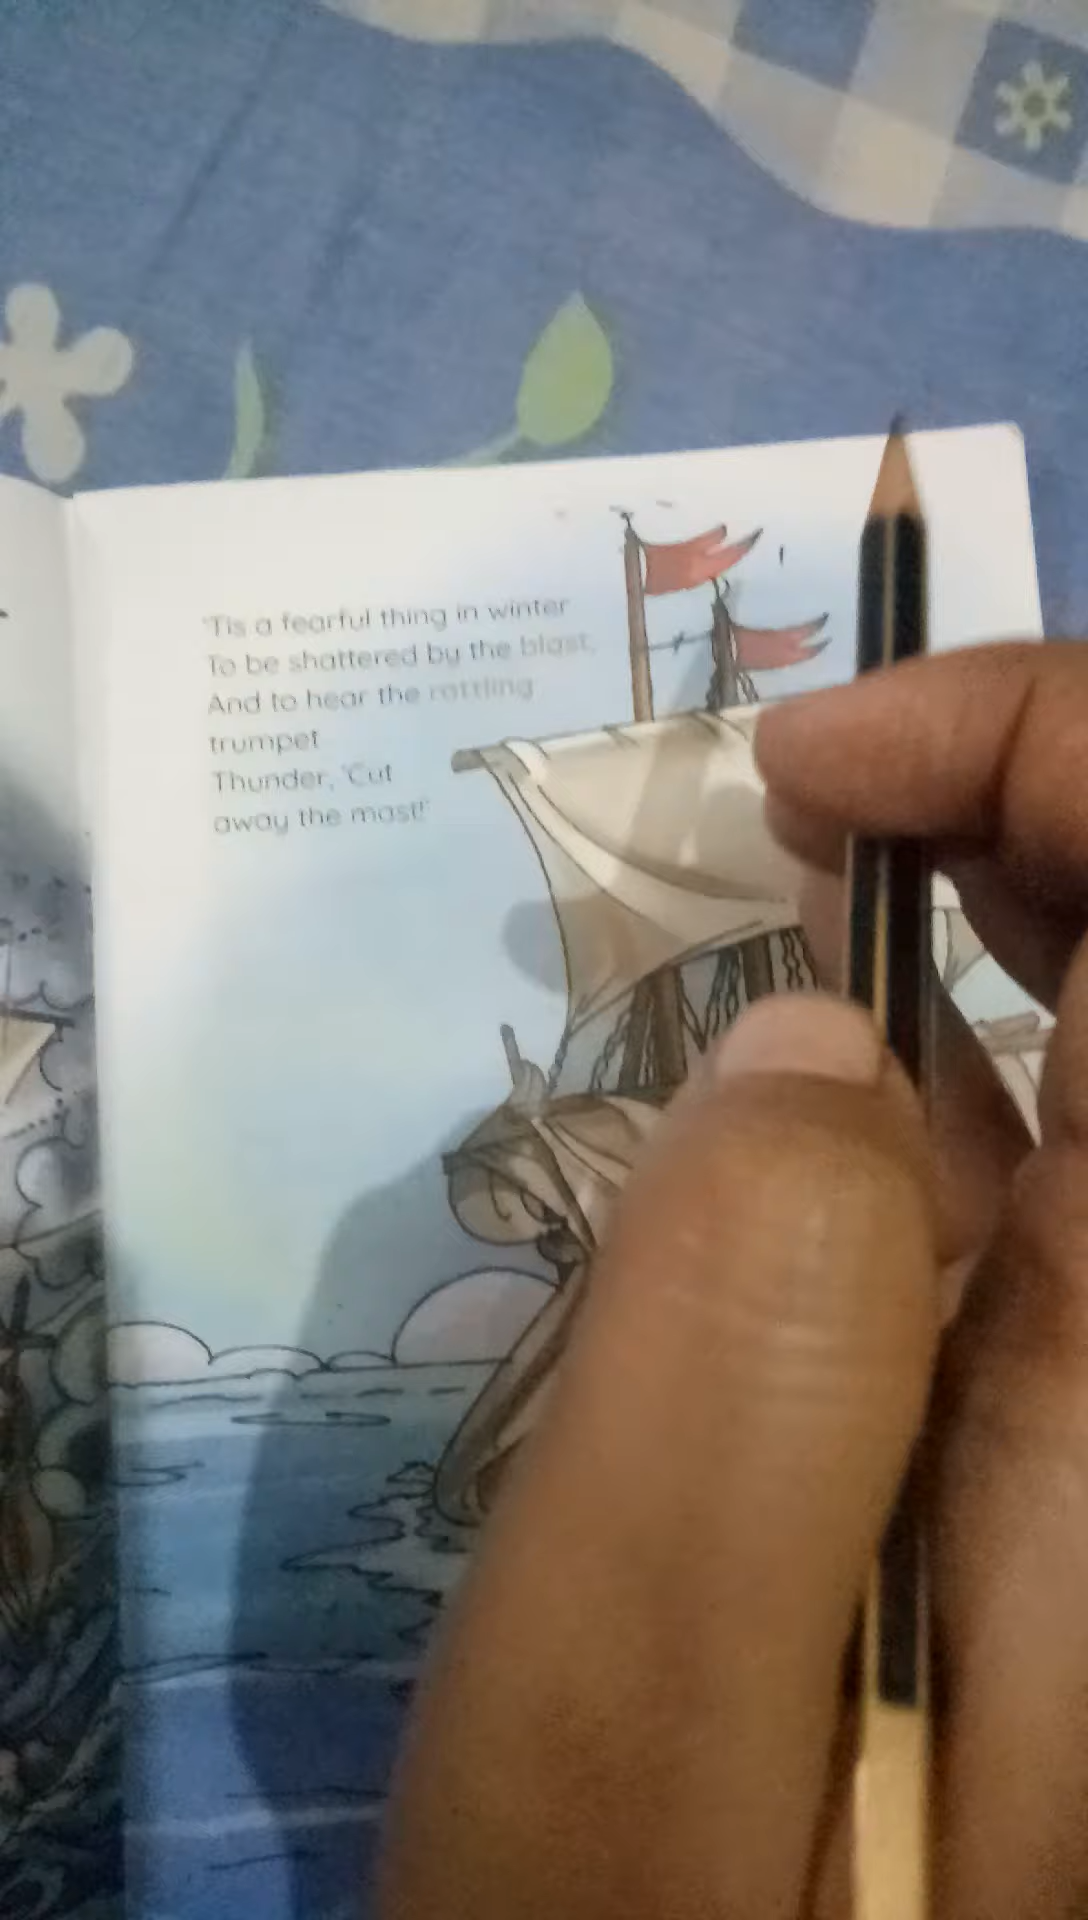 'Tis a fearful thing in winter
To be shattered by the blast,
And to hear the rattling
trumpet
Thunder, 'Cut
away the mast!'